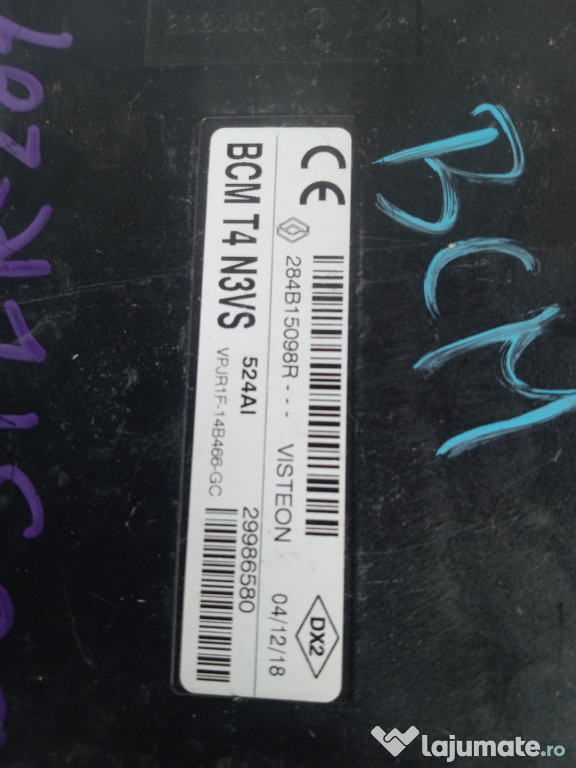 BCM
CE
284B15098R - - -
VISTEON
04/12/18
DX2
BCM T4 N3VS
524AI
29986580
VPJR1F-14B466-GC
lajumate.ro